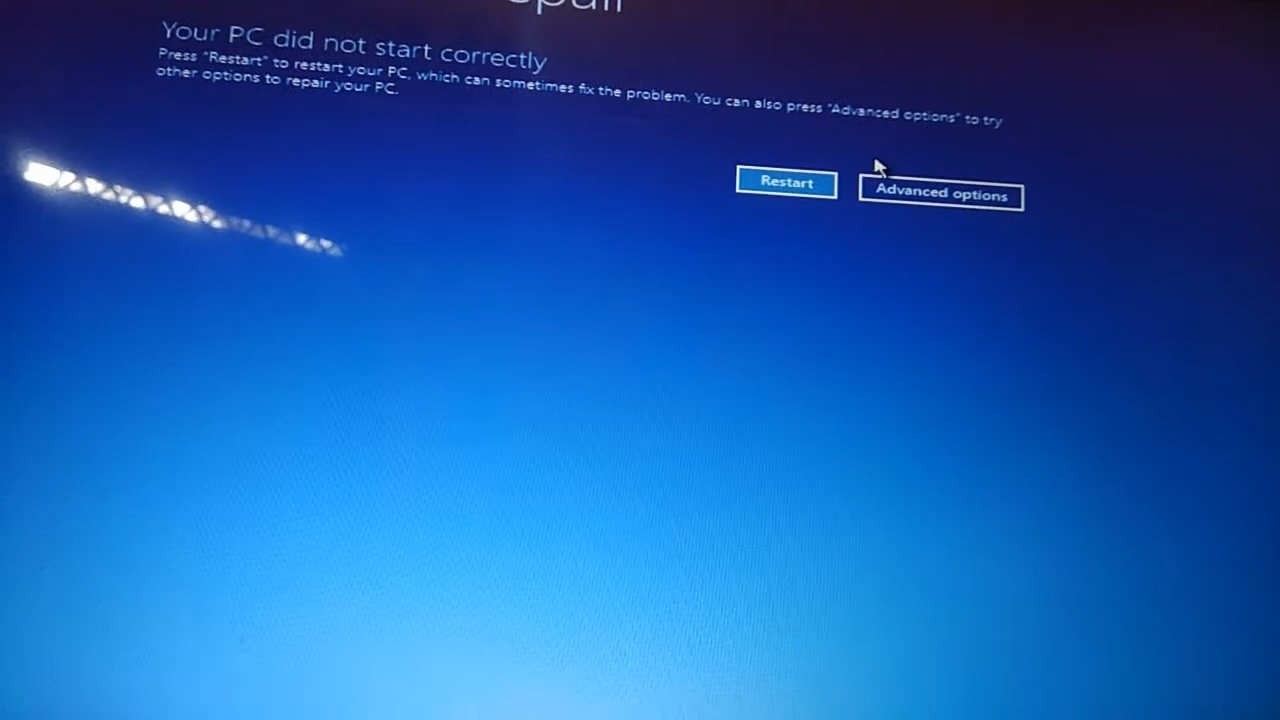 Your PC did not start correctly
Press "Restart" to restart your PC, which can sometimes fix the problem. You can also press "Advanced options" to try
other options to repair your PC.
Restart
Advanced options